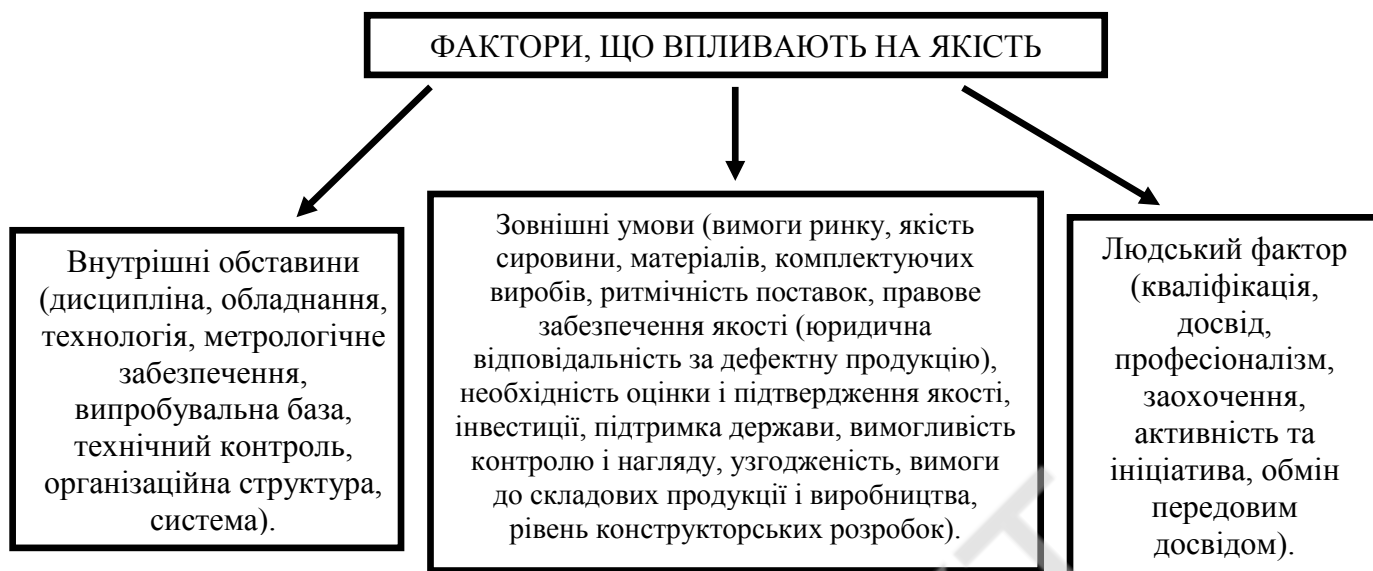 ФАКТОРИ, ЩО ВПЛИВАЮТЬ НА ЯКІСТЬ
Внутрішні обставини
(дисципліна, обладнання,
технологія, метрологічне
забезпечення,
випробувальна база,
технічний контроль,
організаційна структура,
система).
Зовнішні умови (вимоги ринку, якість
сировини, матеріалів, комплектуючих
виробів, ритмічність поставок, правове
забезпечення якості (юридична
відповідальність за дефектну продукцію),
необхідність оцінки і підтвердження якості,
інвестиції, підтримка держави, вимогливість
контролю і нагляду, узгодженість, вимоги
до складових продукції і виробництва,
рівень конструкторських розробок).
Людський фактор
(кваліфікація,
досвід,
професіоналізм,
заохочення,
активність та
ініціатива, обмін
передовим
досвідом).